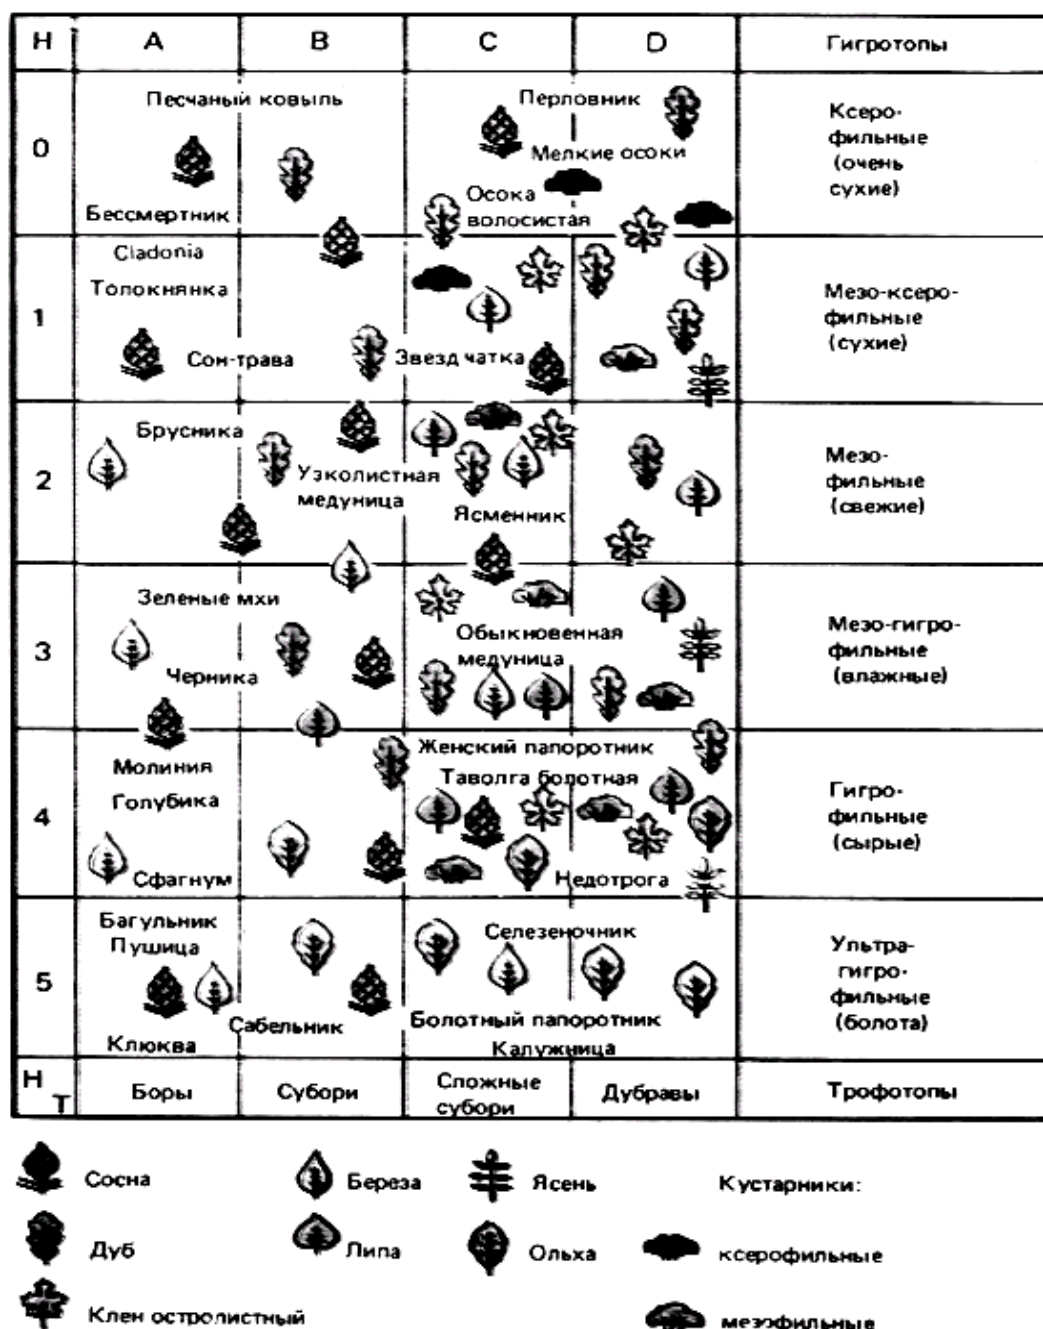 Н A B C D Гигротопы
0
Песчаный ковыль
Бессмертник
Перловник
Мелкие осоки
Осока
волосистая
Ксеро-
фильные
(очень
сухие)
1
Cladonia
Толокнянка
Сон-трава
Звездчатка
Мезо-ксеро-
фильные
(сухие)
2
Брусника
Узколистная
медуница
Ясменник
Мезо-
фильные
(свежие)
3
Зеленые мхи
Черника
Обыкновенная
медуница
Мезо-гигро-
фильные
(влажные)
4
Молиния
Голубика
Сфагнум
Женский папоротник
Таволга болотная
Недотрога
Гигро-
фильные
(сырые)
5
Багульник
Пушица
Сабельник
Клюква
Селезеночник
Болотный папоротник
Калужница
Ультра-
гигро-
фильные
(болота)
Н
Т
Боры
Субори
Сложные
субори
Дубравы
Трофотопы
Сосна
Береза
Ясень
Кустарники:
Дуб
Липа
Ольха
ксерофильные
Клен остролистный
мезофильные